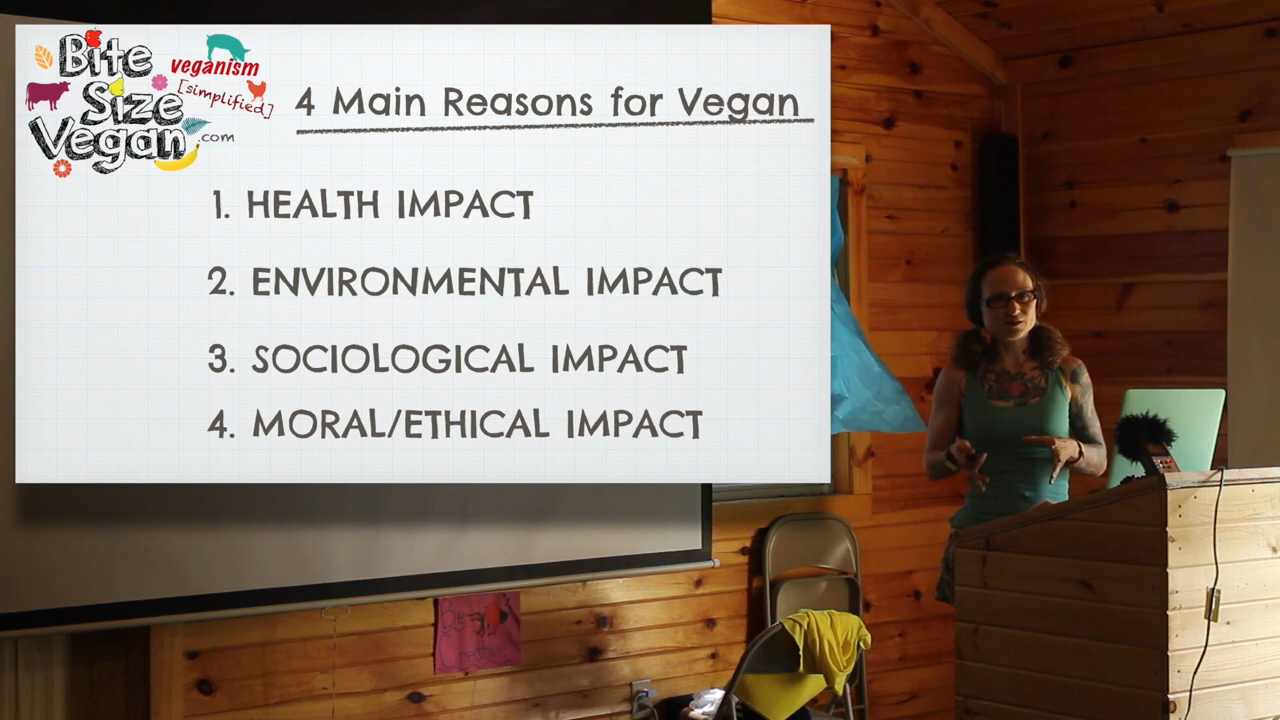 Bite
Size
Vegan
.com
veganism
[simplified]
4 Main Reasons for Vegan
1. HEALTH IMPACT
2. ENVIRONMENTAL IMPACT
3. SOCIOLOGICAL IMPACT
4. MORAL/ETHICAL IMPACT